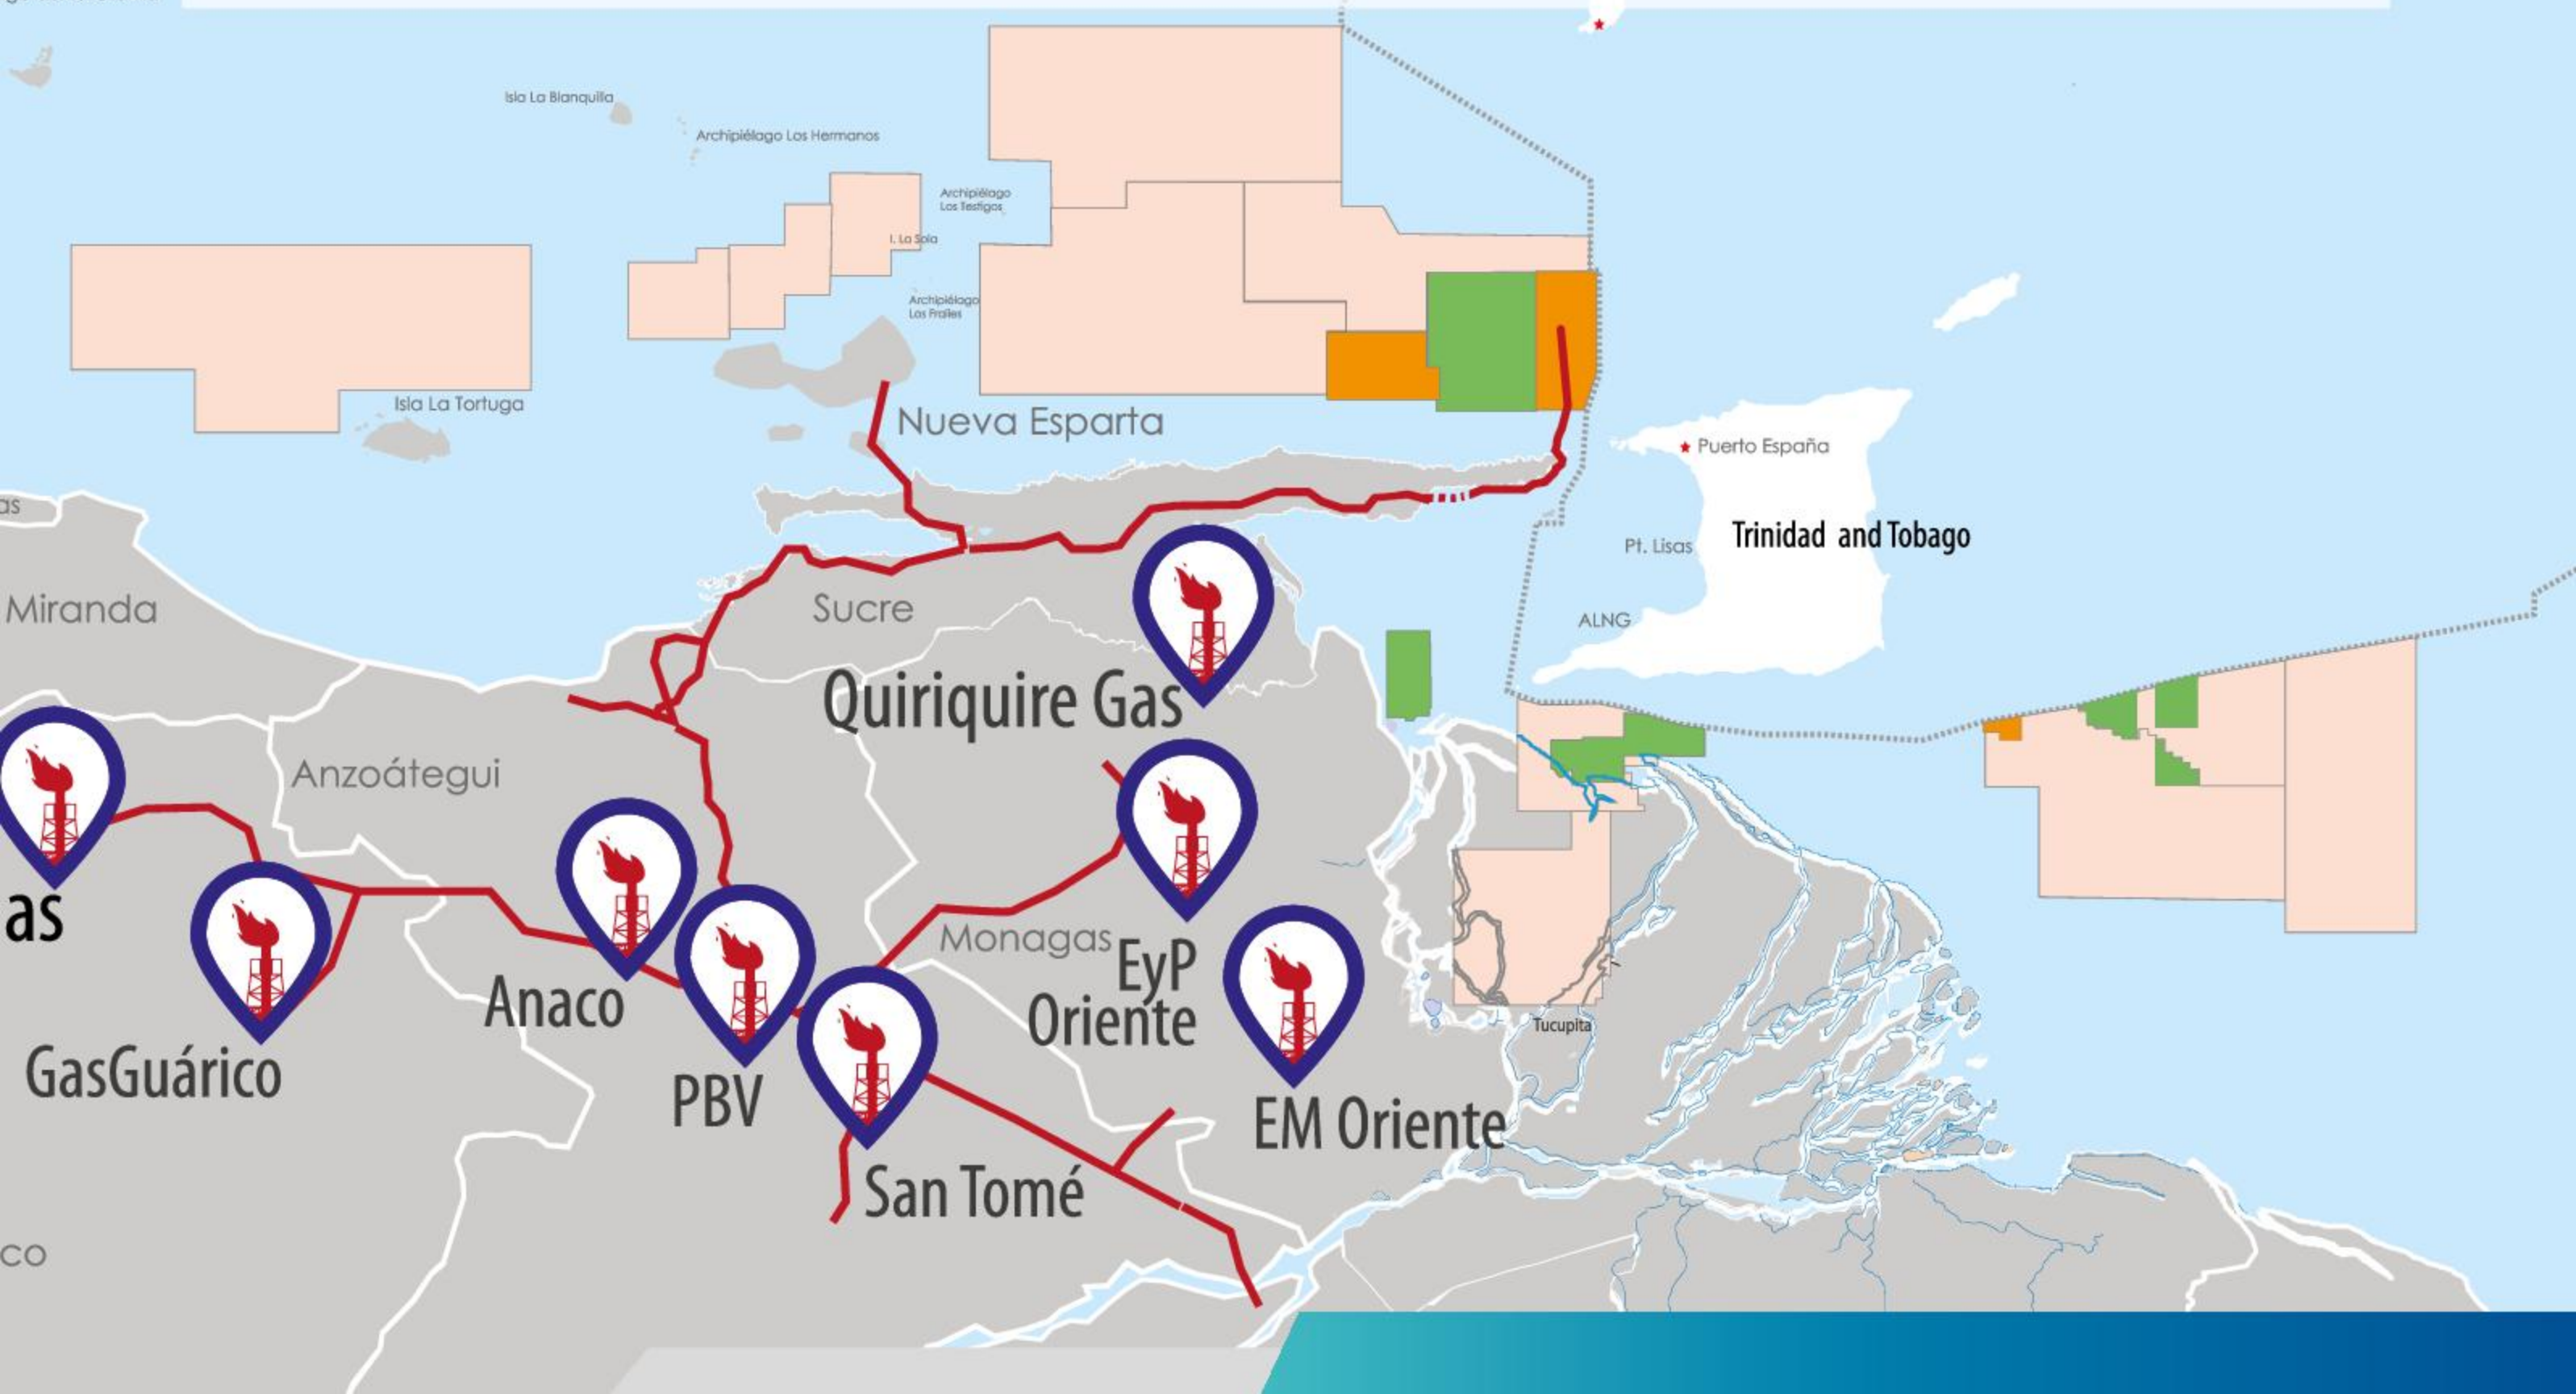 Isla La Blanquilla
Archipiélago Los Hermanos
Archipiélago
Los Testigos
I. La Sola
Archipiélago
Los Frailes
Isla La Tortuga
Nueva Esparta
Puerto España
as
Trinidad and Tobago
Pt. Lisas
Miranda
Sucre
ALNG
Quiriquire Gas
Anzoátegui
as
Monagas
EyP
Oriente
Anaco
Tucupita
GasGuárico
PBV
EM Oriente
San Tomé
co